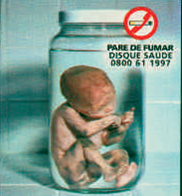 PARE DE FUMAR
DISQUE SAÚDE
0800 61 1997